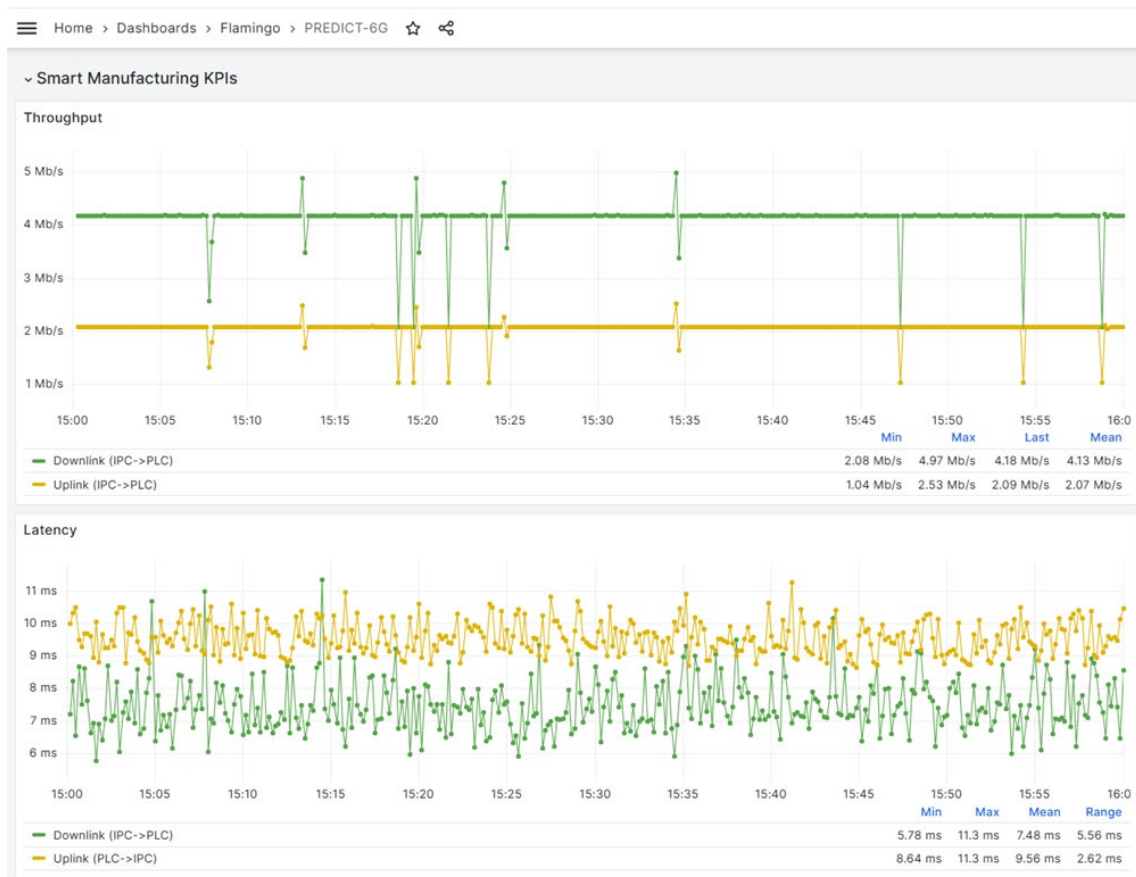 Home > Dashboards > Flamingo > PREDICT-6G
Smart Manufacturing KPIs
Throughput
5 Mb/s
4 Mb/s
3 Mb/s
2 Mb/s
1 Mb/s
15:00 15:05 15:10 15:15 15:20 15:25 15:30 15:35 15:40 15:45 15:50 15:55 16:0
Min Max Last Mean
Downlink (IPC->PLC) 2.08 Mb/s 4.97 Mb/s 4.18 Mb/s 4.13 Mb/s
Uplink (IPC->PLC) 1.04 Mb/s 2.53 Mb/s 2.09 Mb/s 2.07 Mb/s
Latency
11 ms
10 ms
9 ms
8 ms
7 ms
6 ms
15:00 15:05 15:10 15:15 15:20 15:25 15:30 15:35 15:40 15:45 15:50 15:55 16:0
Min Max Mean Range
Downlink (IPC->PLC) 5.78 ms 11.3 ms 7.48 ms 5.56 ms
Uplink (PLC->IPC) 8.64 ms 11.3 ms 9.56 ms 2.62 ms